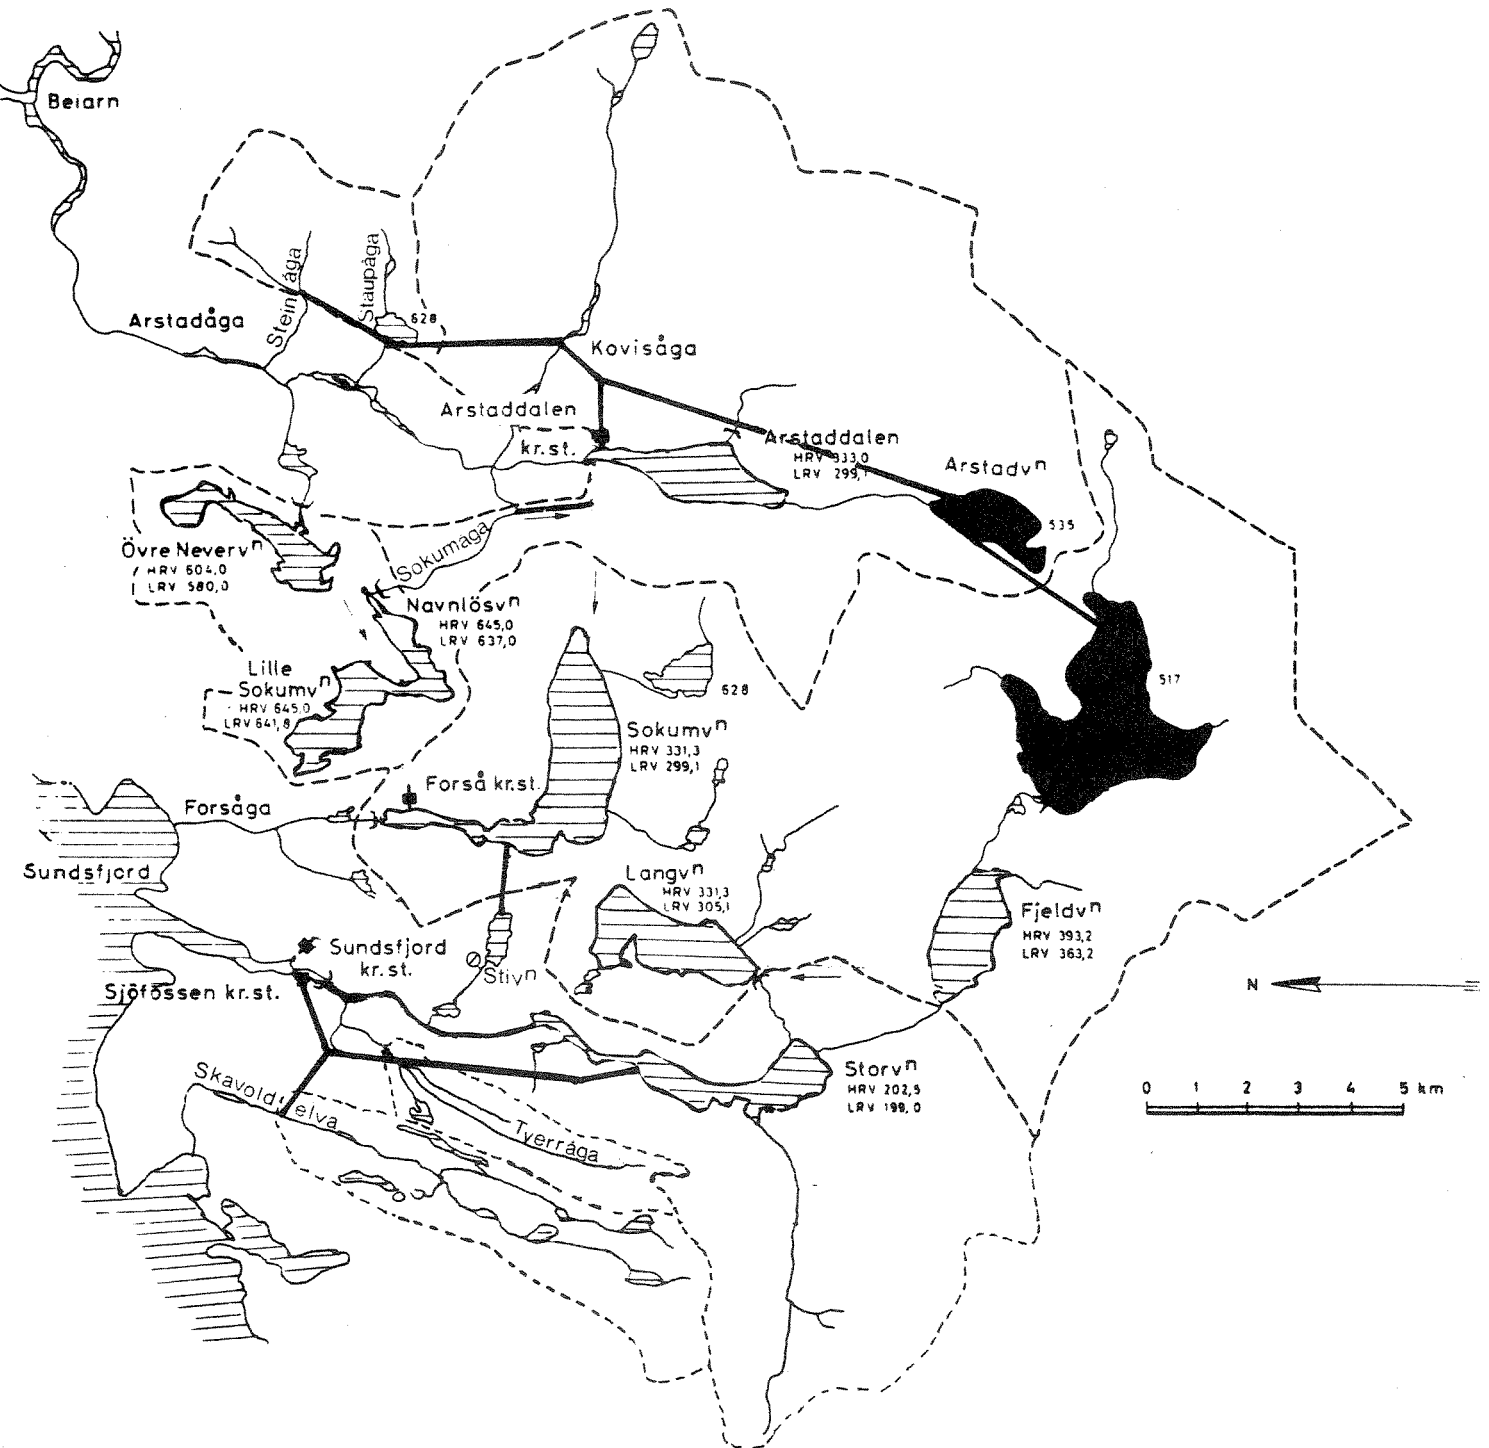 Beiarn
Steinåga
Staupåga
628
Arstadåga
Kovisåga
Arstaddalen
kr.st.
Arstaddalen
HRV 333,0
LRV 299,1
Arstadvn
535
Övre Nevervn
HRV 604,0
LRV 580,0
Sokumåga
Navnlösvn
HRV 645,0
LRV 637,0
Lille
Sokumvn
HRV 645,0
LRV 641,8
628
517
Sokumvn
HRV 331,3
LRV 299,1
Forså kr.st.
Forsåga
Sundsfjord
Langvn
HRV 331,3
LRV 305,1
Fjeldvn
HRV 393,2
LRV 363,2
Sundsfjord
kr.st.
Stivn
Sjöfossen kr.st.
N
Skavoldelva
Storvn
HRV 202,5
LRV 199,0
0 1 2 3 4 5 km
Tverråga